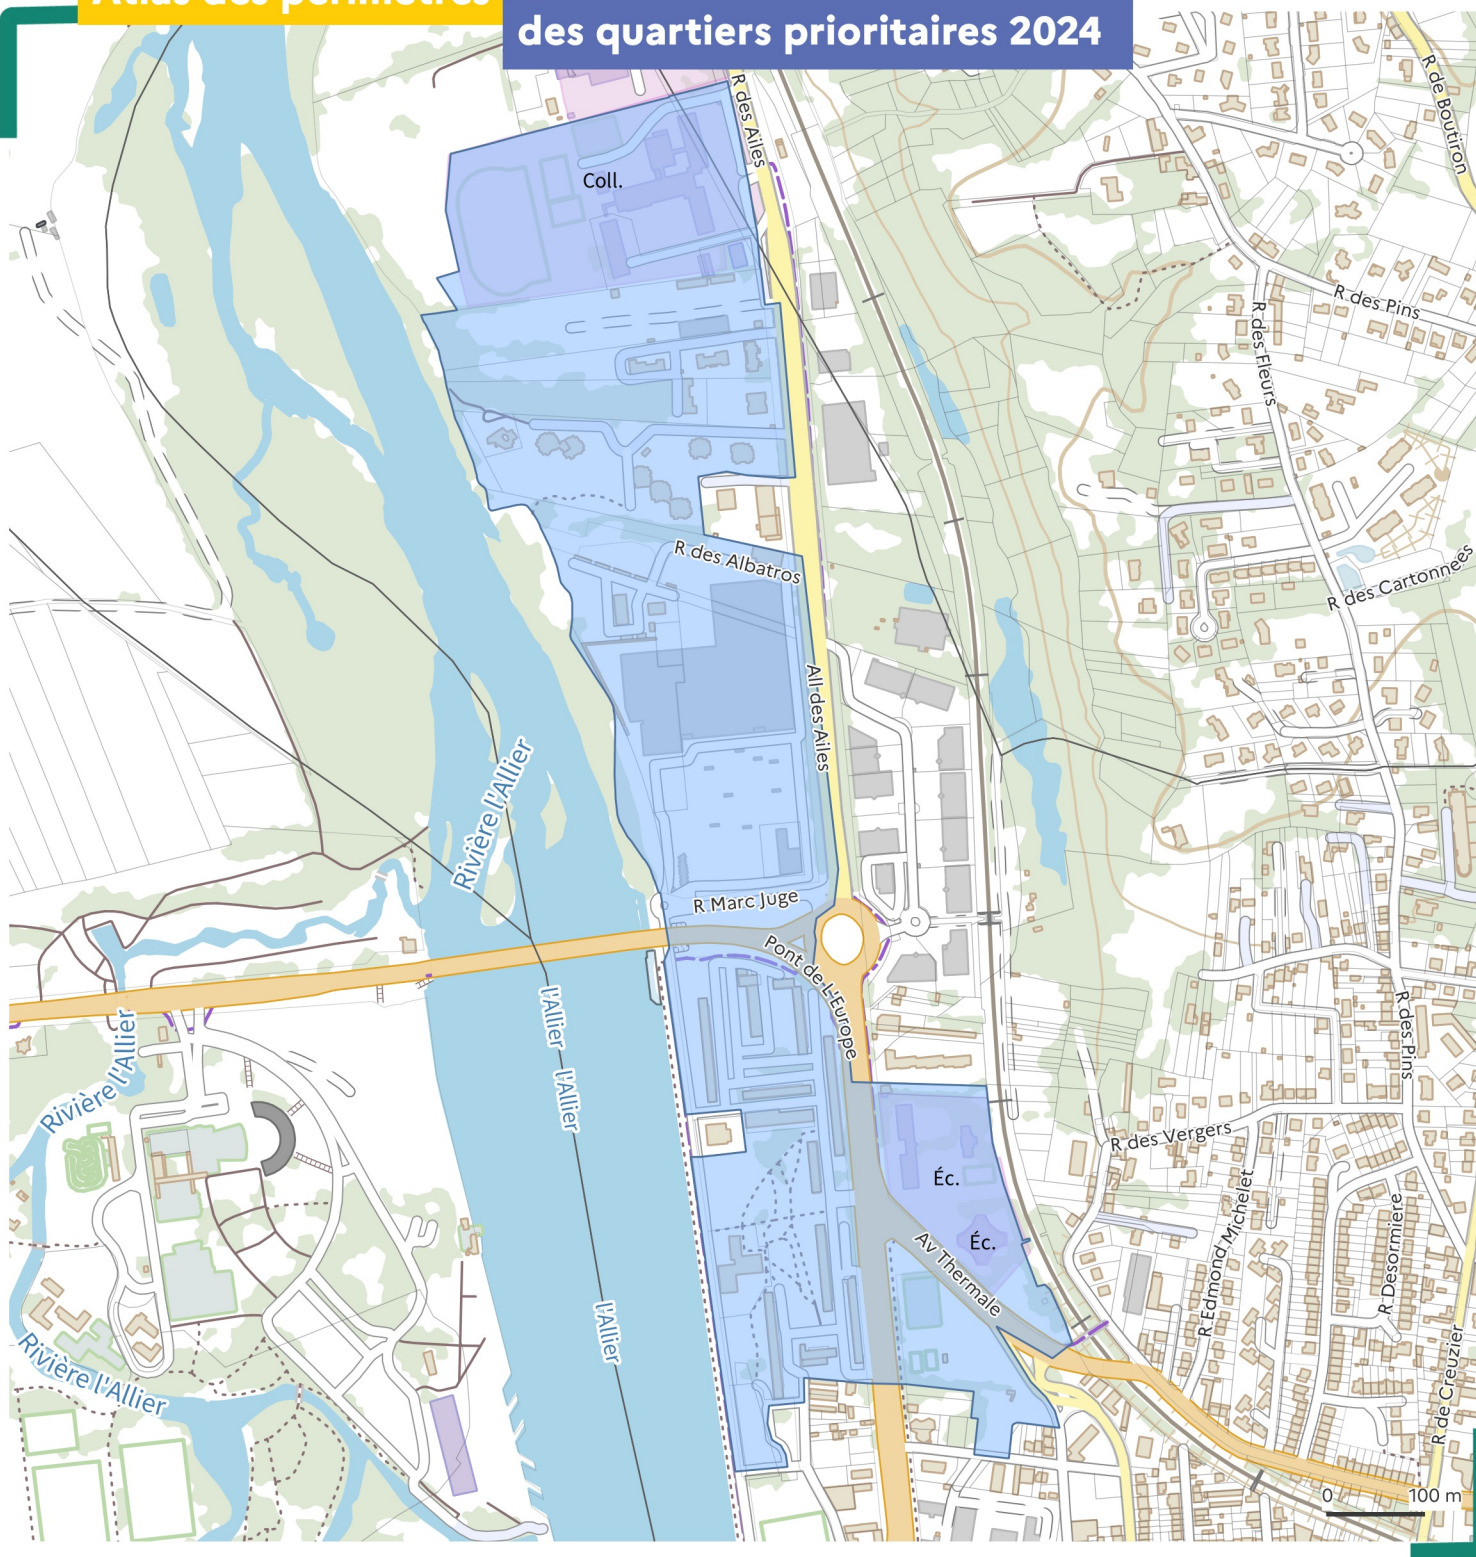 Atlas des périmètres
des quartiers prioritaires 2024
R des Ailes
R de Boutiron
Coll.
R des Pins
R des Fleurs
R des Albatros
R des Cartonnées
All des Ailes
Rivière l'Allier
R Marc Juge
Pont de L'Europe
l'Allier
R des Pins
Rivière l'Allier
l'Allier
R des Vergers
Éc.
R Edmond Michelet
R Desormiere
Éc.
Av Thermale
l'Allier
Rivière l'Allier
R de Creuzier
0 100 m